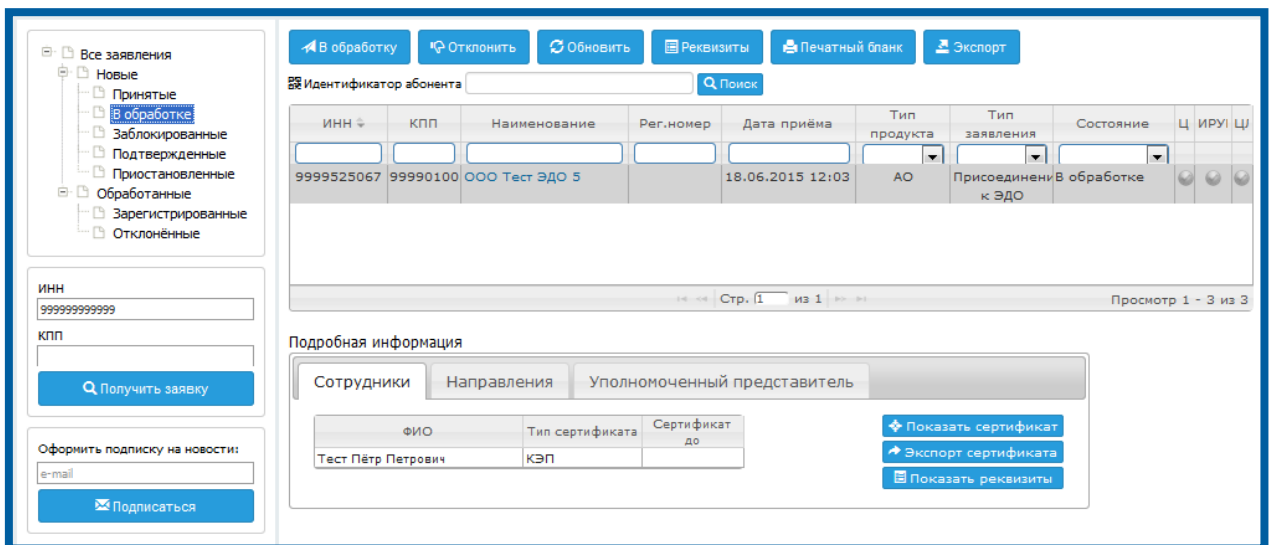 Все заявления
Новые
Принятые
В обработке
Заблокированные
Подтвержденные
Приостановленные
Обработанные
Зарегистрированные
Отклонённые
ИНН
999999999999
КПП
Получить заявку
Оформить подписку на новости:
e-mail
Подписаться
В обработку Отклонить Обновить Реквизиты Печатный бланк Экспорт
Идентификатор абонента Поиск
ИНН КПП Наименование Рег.номер Дата приёма Тип продукта Тип заявления Состояние Ц ИРУ ЦЛ
9999525067 99990100 ООО Тест ЭДО 5 18.06.2015 12:03 АО Присоединени В обработке
к ЭДО
Стр. 1 из 1 Просмотр 1 - 3 из 3
Подробная информация
Сотрудники Направления Уполномоченный представитель
ФИО Тип сертификата Сертификат до
Тест Пётр Петрович КЭП
Показать сертификат
Экспорт сертификата
Показать реквизиты